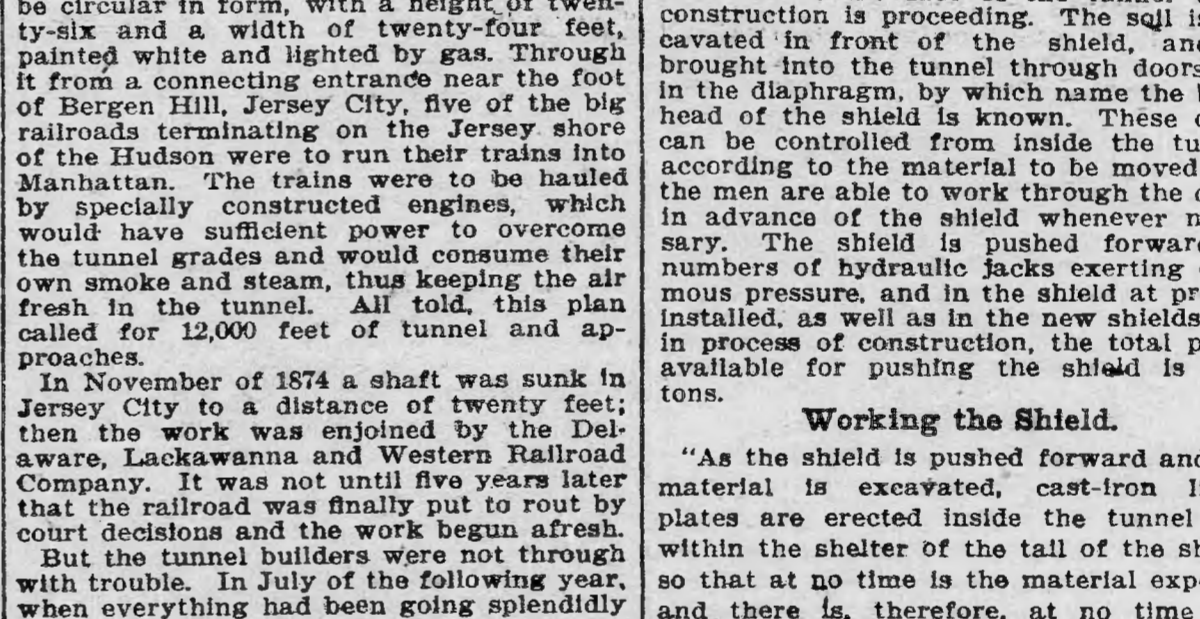 be circular in form, with a height of twen-
ty-six and a width of twenty-four feet,
painted white and lighted by gas. Through
it from a connecting entrance near the foot
of Bergen Hill, Jersey City, five of the big
railroads terminating on the Jersey shore
of the Hudson were to run their trains into
Manhattan. The trains were to be hauled
by specially constructed engines, which
would have sufficient power to overcome
the tunnel grades and would consume their
own smoke and steam, thus keeping the air
fresh in the tunnel. All told, this plan
called for 12,000 feet of tunnel and ap-
proaches.
In November of 1874 a shaft was sunk in
Jersey City to a distance of twenty feet;
then the work was enjoined by the Del-
aware, Lackawanna and Western Railroad
Company. It was not until five years later
that the railroad was finally put to rout by
court decisions and the work begun afresh.
But the tunnel builders were not through
with trouble. In July of the following year,
when everything had been going splendidly
construction is proceeding. The soil
cavated in front of the shield, and
brought into the tunnel through doors
in the diaphragm, by which name the
head of the shield is known. These
can be controlled from inside the
according to the material to be moved
the men are able to work through the
in advance of the shield whenever
sary. The shield is pushed
numbers of hydraulic jacks exerting
mous pressure, and in the shield at
installed, as well as in the new shields
in process of construction, the total
available for pushing the shield is
tons.
Working the Shield.
"As the shield is pushed forward and
material is excavated, cast-iron
plates are erected inside the tunnel
within the shelter of the tail of the
so that at no time is the material
and there is, therefore, at no time